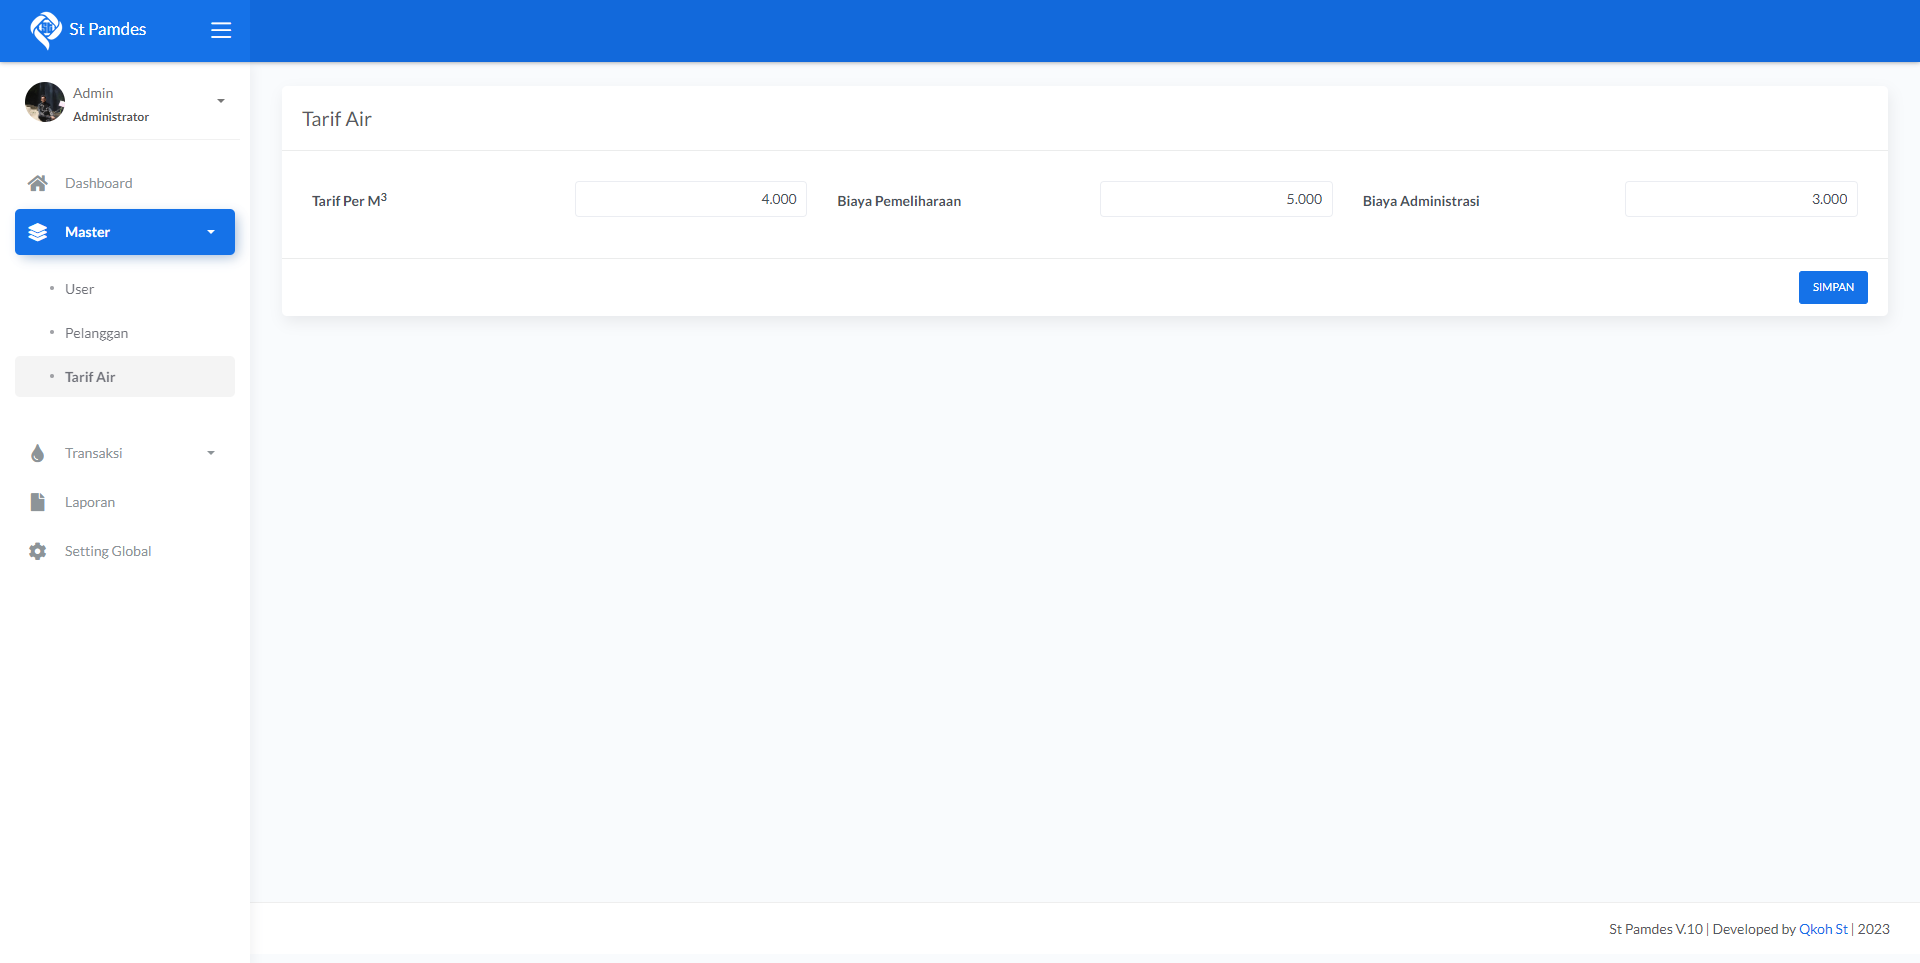 St Pamdes
Admin
Administrator
Dashboard
Master
User
Pelanggan
Tarif Air
Transaksi
Laporan
Setting Global
Tarif Air
Tarif Per M³ 4.000 Biaya Pemeliharaan 5.000 Biaya Administrasi 3.000
SIMPAN
St Pamdes V.10 | Developed by Qkoh St | 2023